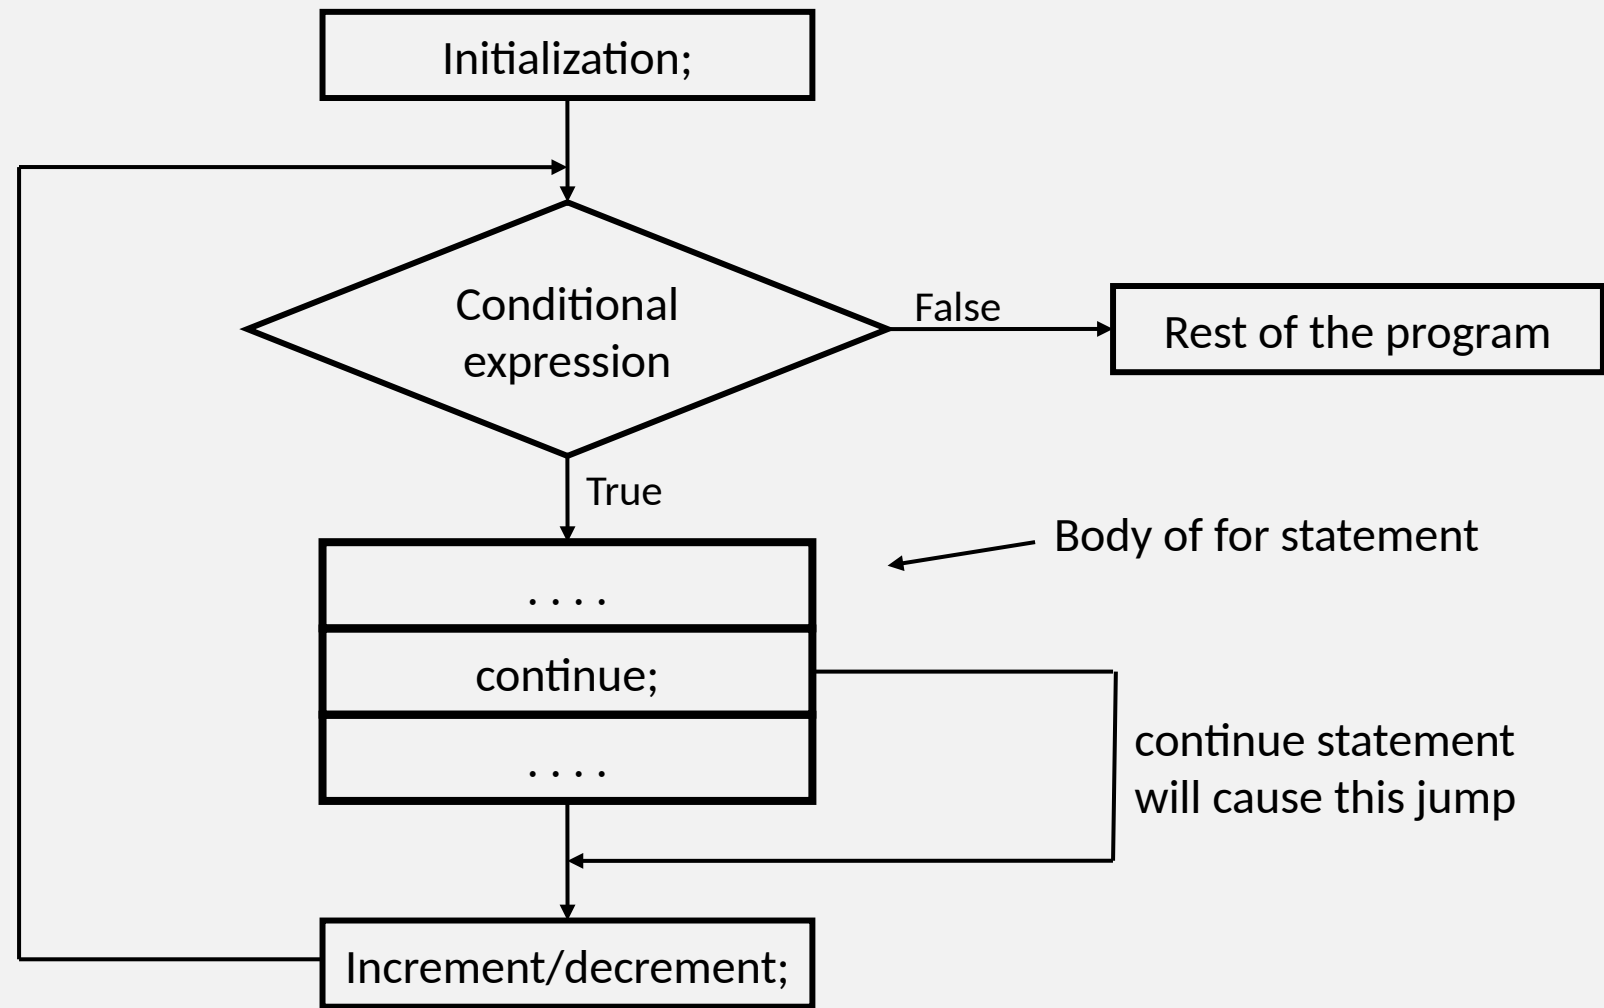 Initialization;
Conditional
expression
False
Rest of the program
True
Body of for statement
. . . .
continue;
. . . .
continue statement
will cause this jump
Increment/decrement;